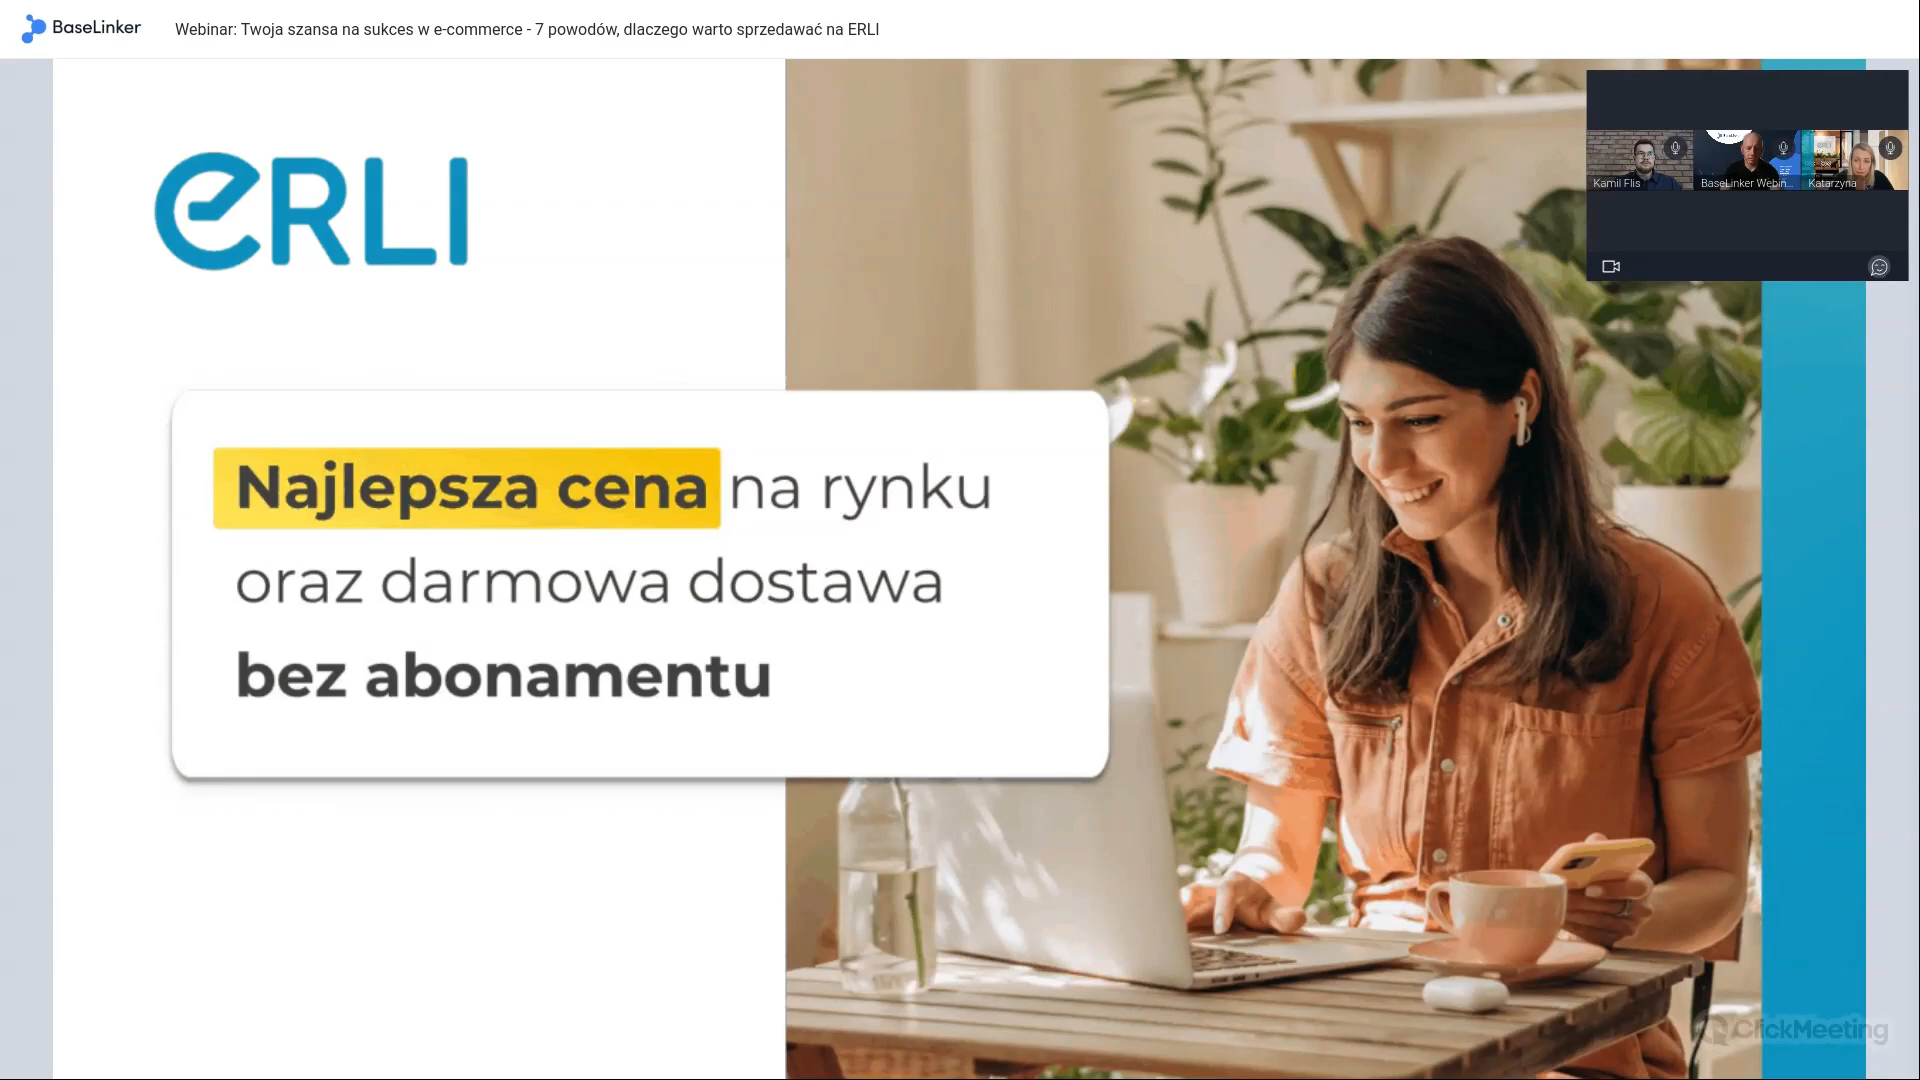 BaseLinker
Webinar: Twoja szansa na sukces w e-commerce - 7 powodów, dlaczego warto sprzedawać na ERLI
ERLI
Kamil Flis
BaseLinker Webin...
Katarzyna
Najlepsza cena na rynku
oraz darmowa dostawa
bez abonamentu
ClickMeeting